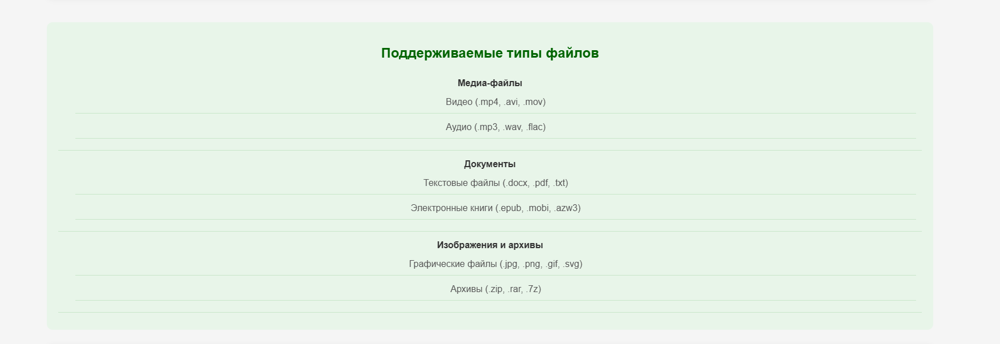 Поддерживаемые типы файлов
Медиа-файлы
Видео (.mp4, .avi, .mov)
Аудио (.mp3, .wav, .flac)
Документы
Текстовые файлы (.docx, .pdf, .txt)
Электронные книги (.epub, .mobi, .azw3)
Изображения и архивы
Графические файлы (.jpg, .png, .gif, .svg)
Архивы (.zip, .rar, .7z)